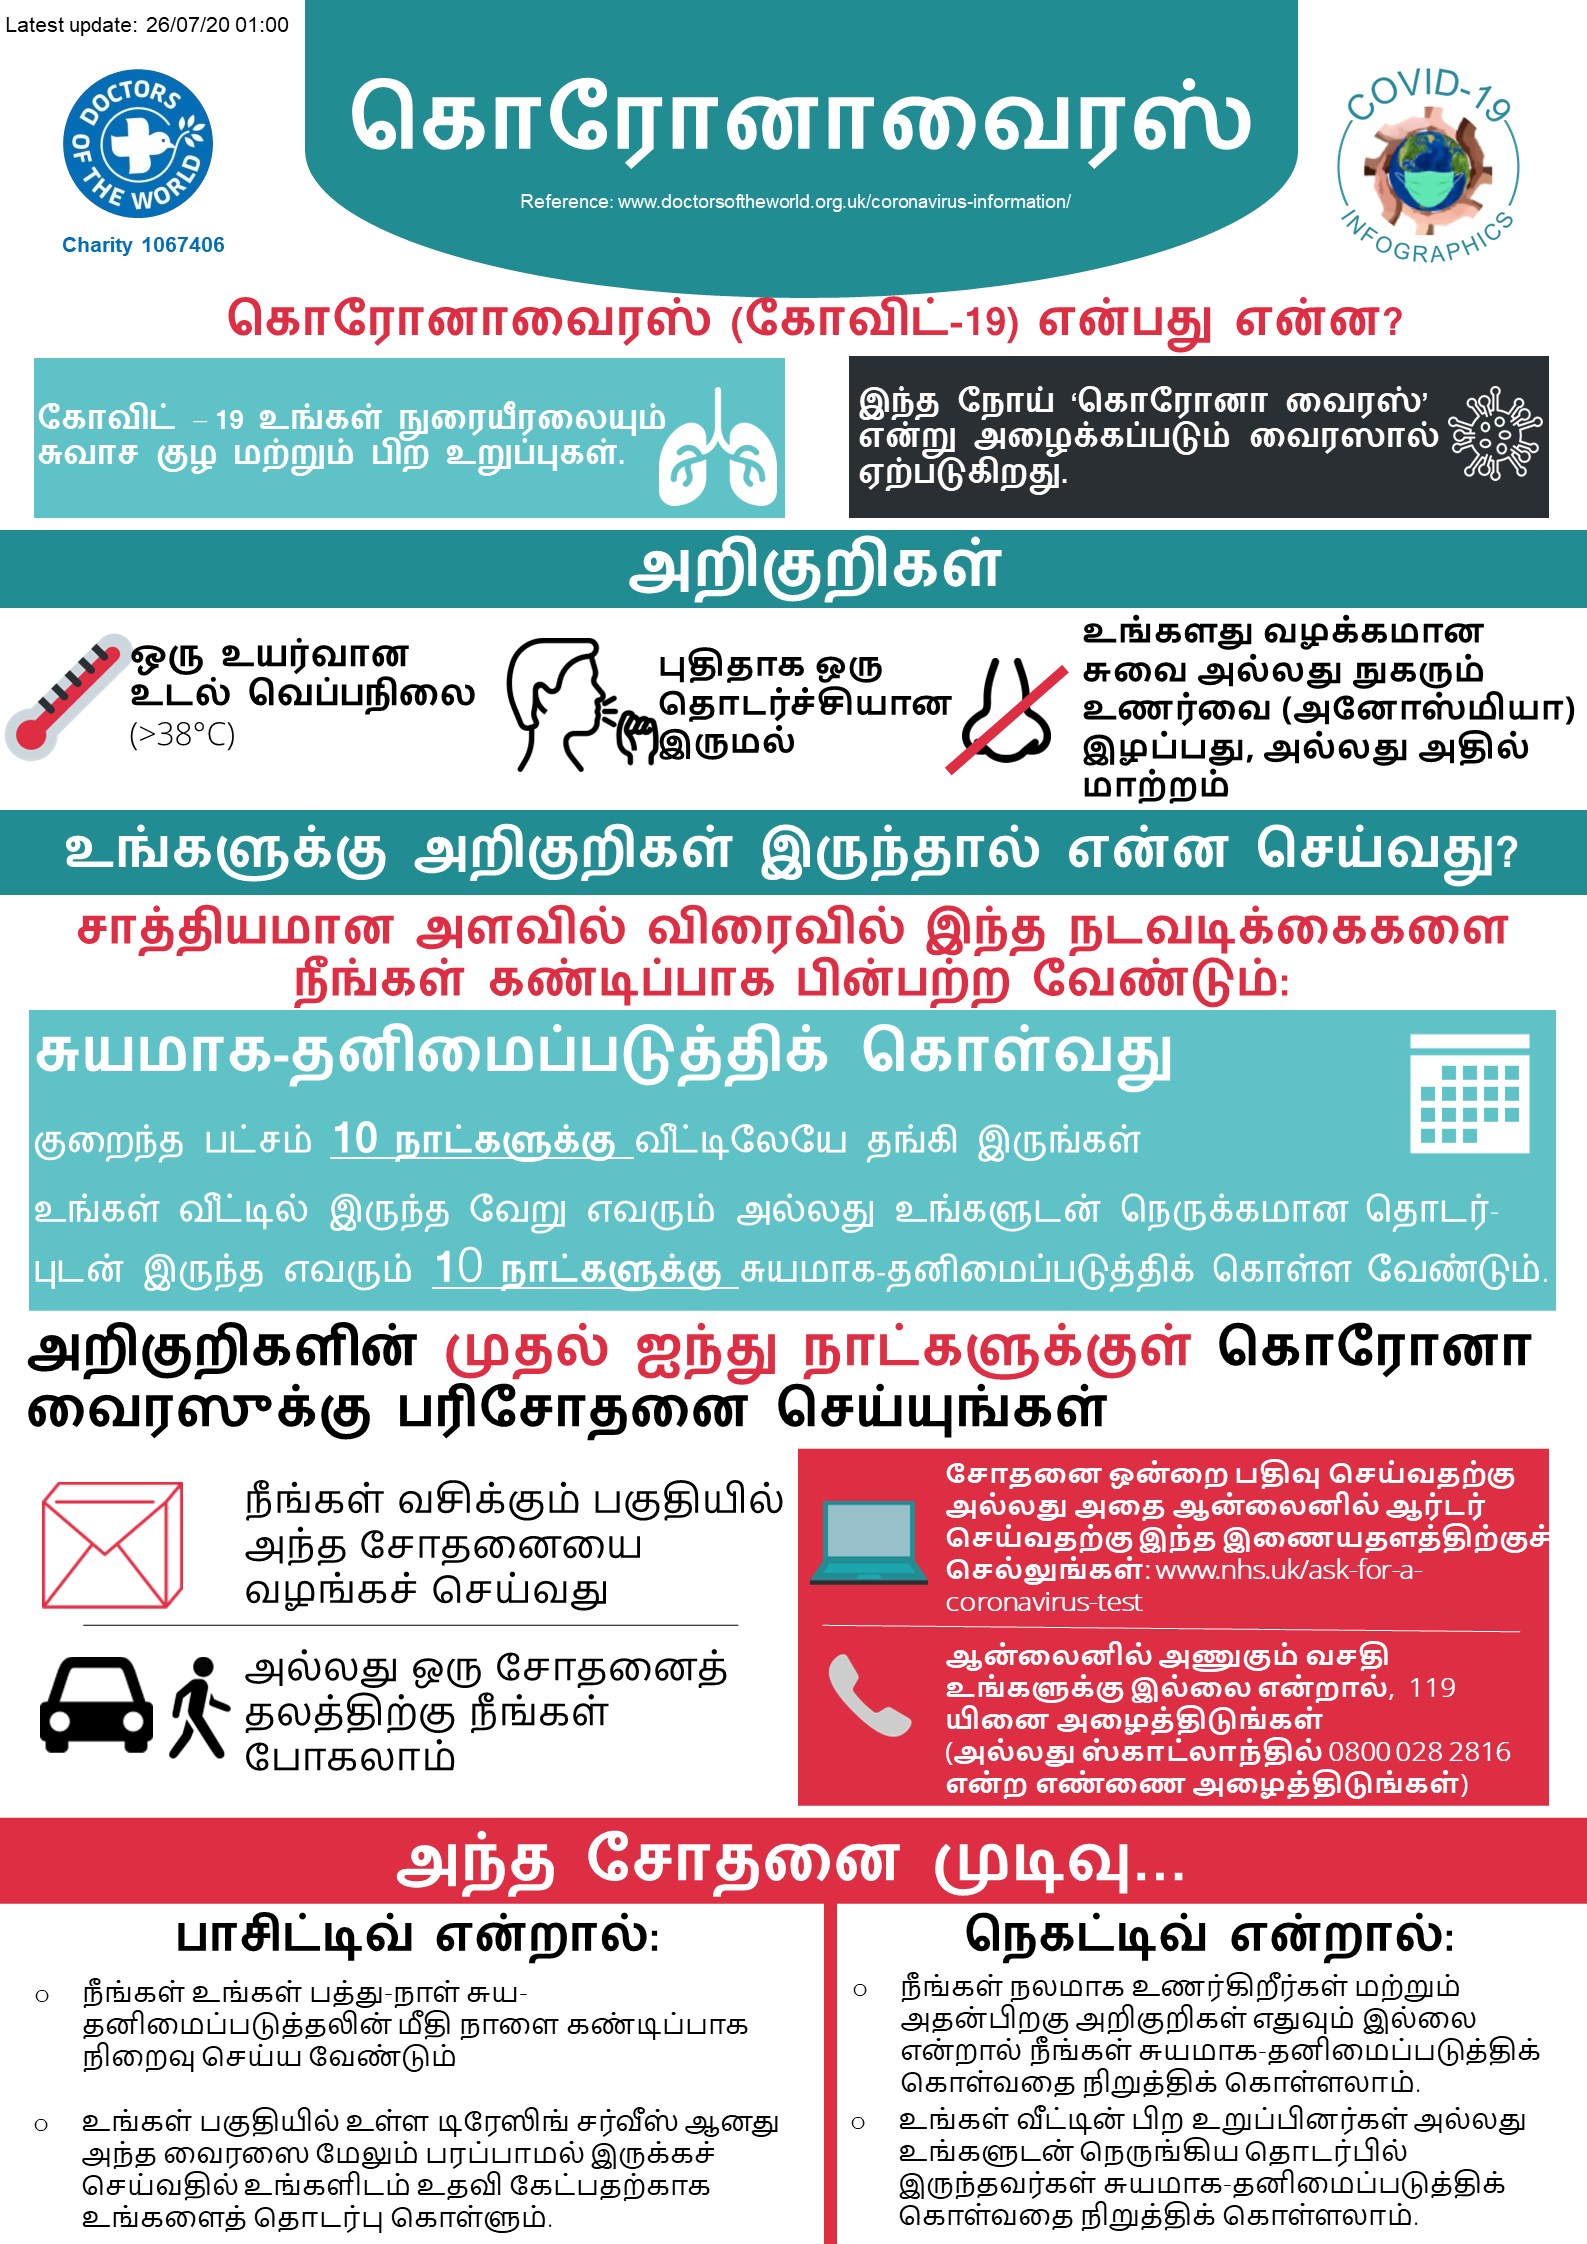 Latest update: 26/07/20 01:00
DOCTORS OF THE WORLD
Charity 1067406
கொரோனாவைரஸ்
Reference: www.doctorsoftheworld.org.uk/coronavirus-information/
COVID-19
INFOGRAPHICS
கொரோனாவைரஸ் (கோவிட்-19) என்பது என்ன?
கோவிட் – 19 உங்கள் நுரையீரலையும்
சுவாச குழ மற்றும் பிற உறுப்புகள்.
இந்த நோய் ‘கொரோனா வைரஸ்’
என்று அழைக்கப்படும் வைரஸால்
ஏற்படுகிறது.
அறிகுறிகள்
ஒரு உயர்வான
உடல் வெப்பநிலை
(>38°C)
புதிதாக ஒரு
தொடர்ச்சியான
இருமல்
உங்களது வழக்கமான
சுவை அல்லது நுகரும்
உணர்வை (அனோஸ்மியா)
இழப்பது, அல்லது அதில்
மாற்றம்
உங்களுக்கு அறிகுறிகள் இருந்தால் என்ன செய்வது?
சாத்தியமான அளவில் விரைவில் இந்த நடவடிக்கைகளை
நீங்கள் கண்டிப்பாக பின்பற்ற வேண்டும்:
சுயமாக-தனிமைப்படுத்திக் கொள்வது
குறைந்த பட்சம் 10 நாட்களுக்கு வீட்டிலேயே தங்கி இருங்கள்
உங்கள் வீட்டில் இருந்த வேறு எவரும் அல்லது உங்களுடன் நெருக்கமான தொடர்-
புடன் இருந்த எவரும் 10 நாட்களுக்கு சுயமாக-தனிமைப்படுத்திக் கொள்ள வேண்டும்.
அறிகுறிகளின் முதல் ஐந்து நாட்களுக்குள் கொரோனா
வைரஸுக்கு பரிசோதனை செய்யுங்கள்
நீங்கள் வசிக்கும் பகுதியில்
அந்த சோதனையை
வழங்கச் செய்வது
அல்லது ஒரு சோதனைத்
தலத்திற்கு நீங்கள்
போகலாம்
சோதனை ஒன்றை பதிவு செய்வதற்கு
அல்லது அதை ஆன்லைனில் ஆர்டர்
செய்வதற்கு இந்த இணையதளத்திற்குச்
செல்லுங்கள்: www.nhs.uk/ask-for-a-
coronavirus-test
ஆன்லைனில் அணுகும் வசதி
உங்களுக்கு இல்லை என்றால், 119
யினை அழைத்திடுங்கள்
(அல்லது ஸ்காட்லாந்தில் 0800 028 2816
என்ற எண்ணை அழைத்திடுங்கள்)
அந்த சோதனை முடிவு...
பாசிட்டிவ் என்றால்:
○ நீங்கள் உங்கள் பத்து-நாள் சுய-
தனிமைப்படுத்தலின் மீதி நாளை கண்டிப்பாக
நிறைவு செய்ய வேண்டும்
○ உங்கள் பகுதியில் உள்ள டிரேஸிங் சர்வீஸ் ஆனது
அந்த வைரஸை மேலும் பரப்பாமல் இருக்கச்
செய்வதில் உங்களிடம் உதவி கேட்பதற்காக
உங்களைத் தொடர்பு கொள்ளும்.
நெகட்டிவ் என்றால்:
○ நீங்கள் நலமாக உணர்கிறீர்கள் மற்றும்
அதன்பிறகு அறிகுறிகள் எதுவும் இல்லை
என்றால் நீங்கள் சுயமாக-தனிமைப்படுத்திக்
கொள்வதை நிறுத்திக் கொள்ளலாம்.
○ உங்கள் வீட்டின் பிற உறுப்பினர்கள் அல்லது
உங்களுடன் நெருங்கிய தொடர்பில்
இருந்தவர்கள் சுயமாக-தனிமைப்படுத்திக்
கொள்வதை நிறுத்திக் கொள்ளலாம்.